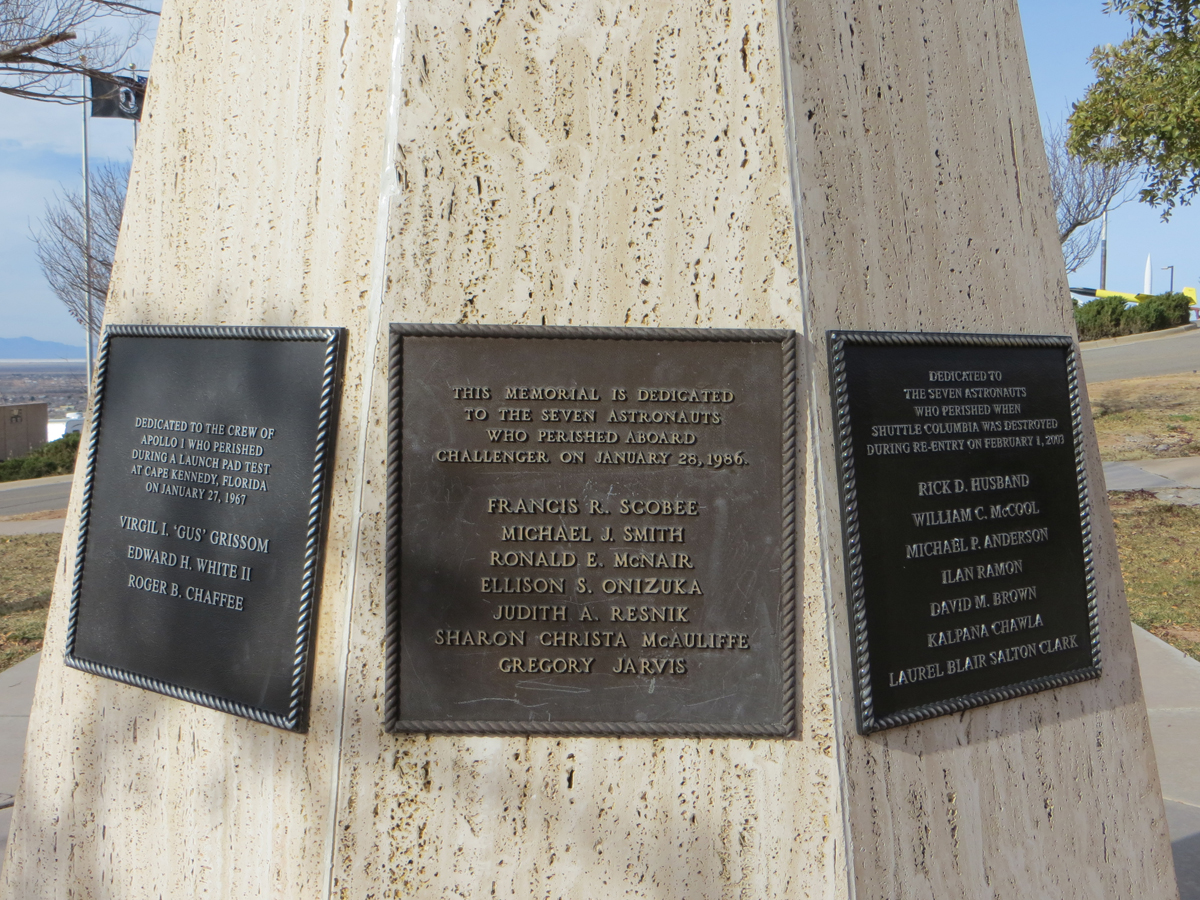 DEDICATED TO THE CREW OF
APOLLO 1 WHO PERISHED
DURING A LAUNCH PAD TEST
AT CAPE KENNEDY, FLORIDA
ON JANUARY 27, 1967
VIRGIL I. ‘GUS’ GRISSOM
EDWARD H. WHITE II
ROGER B. CHAFFEE
THIS MEMORIAL IS DEDICATED
TO THE SEVEN ASTRONAUTS
WHO PERISHED ABOARD
CHALLENGER ON JANUARY 28, 1986.
FRANCIS R. SCOBEE
MICHAEL J. SMITH
RONALD E. McNAIR
ELLISON S. ONIZUKA
JUDITH A. RESNIK
SHARON CHRISTA McAULIFFE
GREGORY JARVIS
DEDICATED TO
THE SEVEN ASTRONAUTS
WHO PERISHED WHEN
SHUTTLE COLUMBIA WAS DESTROYED
DURING RE-ENTRY ON FEBRUARY 1, 2003
RICK D. HUSBAND
WILLIAM C. McCOOL
MICHAEL P. ANDERSON
ILAN RAMON
DAVID M. BROWN
KALPANA CHAWLA
LAUREL BLAIR SALTON CLARK